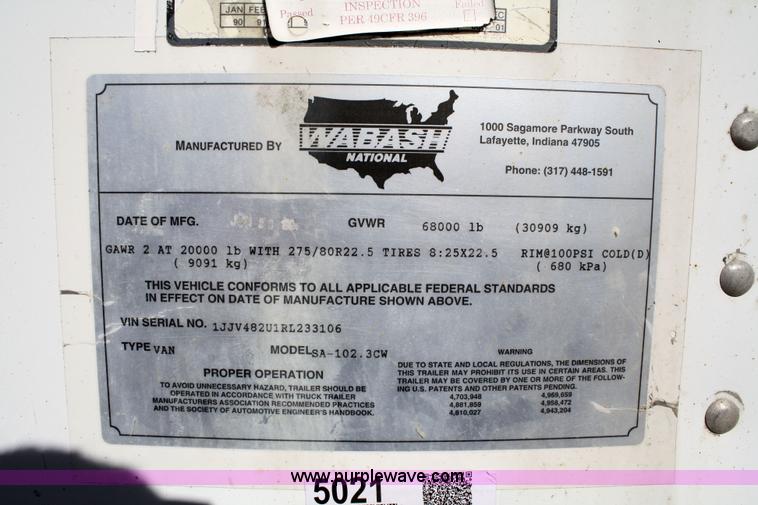 JAN FEB
90 91
Passed INSPECTION Failed
PER 49CFR 396
01
MANUFACTURED BY
WABASH
NATIONAL
1000 Sagamore Parkway South
Lafayette, Indiana 47905
Phone: (317) 448-1591
DATE OF MFG. GVWR 68000 lb (30909 kg)
GAWR 2 AT 20000 lb WITH 275/80R22.5 TIRES 8:25X22.5 RIM@100PSI COLD(D)
( 9091 kg) ( 680 kPa)
THIS VEHICLE CONFORMS TO ALL APPLICABLE FEDERAL STANDARDS
IN EFFECT ON DATE OF MANUFACTURE SHOWN ABOVE.
VIN SERIAL NO. 1JJV482U1RL233106
TYPE VAN MODEL SA-102.3CW
PROPER OPERATION
TO AVOID UNNECESSARY HAZARD, TRAILER SHOULD BE
OPERATED IN ACCORDANCE WITH TRUCK TRAILER
MANUFACTURERS ASSOCIATION RECOMMENDED PRACTICES
AND THE SOCIETY OF AUTOMOTIVE ENGINEER'S HANDBOOK.
WARNING
DUE TO STATE AND LOCAL REGULATIONS, THE DIMENSIONS OF
THIS TRAILER MAY PROHIBIT ITS USE IN CERTAIN AREAS. THIS
TRAILER MAY BE COVERED BY ONE OR MORE OF THE FOLLOW-
ING U.S. PATENTS AND OTHER PATENTS PENDING.
4,703,948 4,969,659
4,881,859 4,958,472
4,810,027 4,943,204
www.purplewave.com
5021